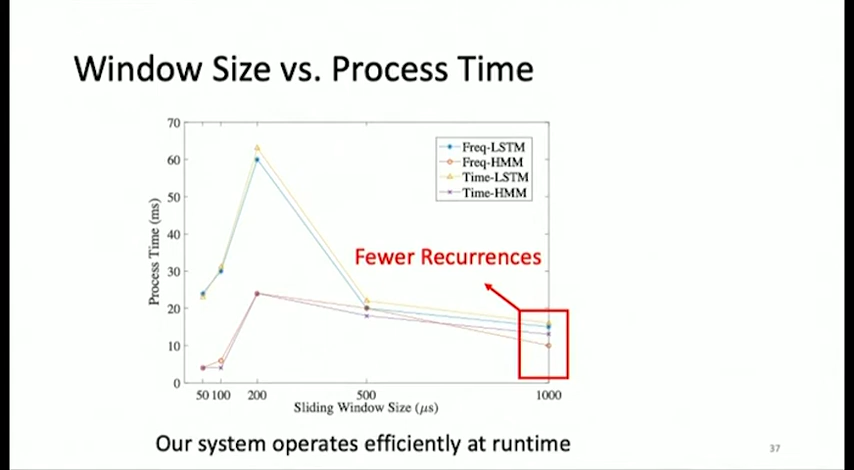 Window Size vs. Process Time
70
60
50
40
30
20
10
0
Process Time (ms)
Freq-LSTM
Freq-HMM
Time-LSTM
Time-HMM
Fewer Recurrences
50 100 200 500 1000
Sliding Window Size (μs)
Our system operates efficiently at runtime
37